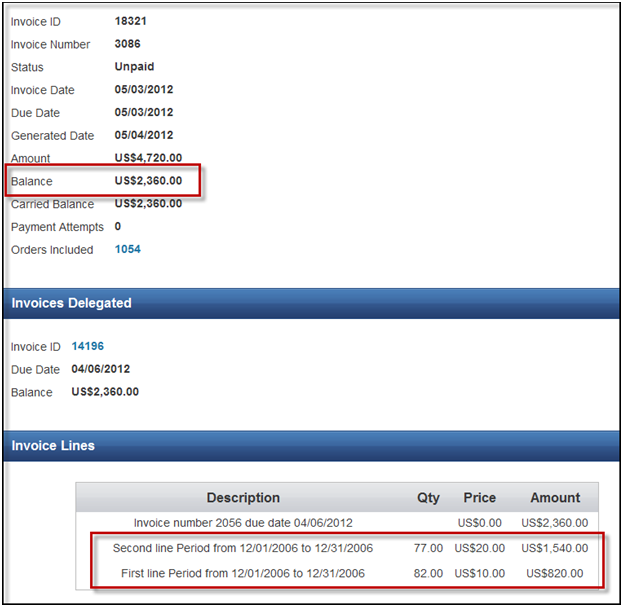 Invoice ID 18321
Invoice Number 3086
Status Unpaid
Invoice Date 05/03/2012
Due Date 05/03/2012
Generated Date 05/04/2012
Amount US$4,720.00
Balance US$2,360.00
Carried Balance US$2,360.00
Payment Attempts 0
Orders Included 1054
Invoices Delegated
Invoice ID 14196
Due Date 04/06/2012
Balance US$2,360.00
Invoice Lines
Description Qty Price Amount
Invoice number 2056 due date 04/06/2012 US$0.00 US$2,360.00
Second line Period from 12/01/2006 to 12/31/2006 77.00 US$20.00 US$1,540.00
First line Period from 12/01/2006 to 12/31/2006 82.00 US$10.00 US$820.00